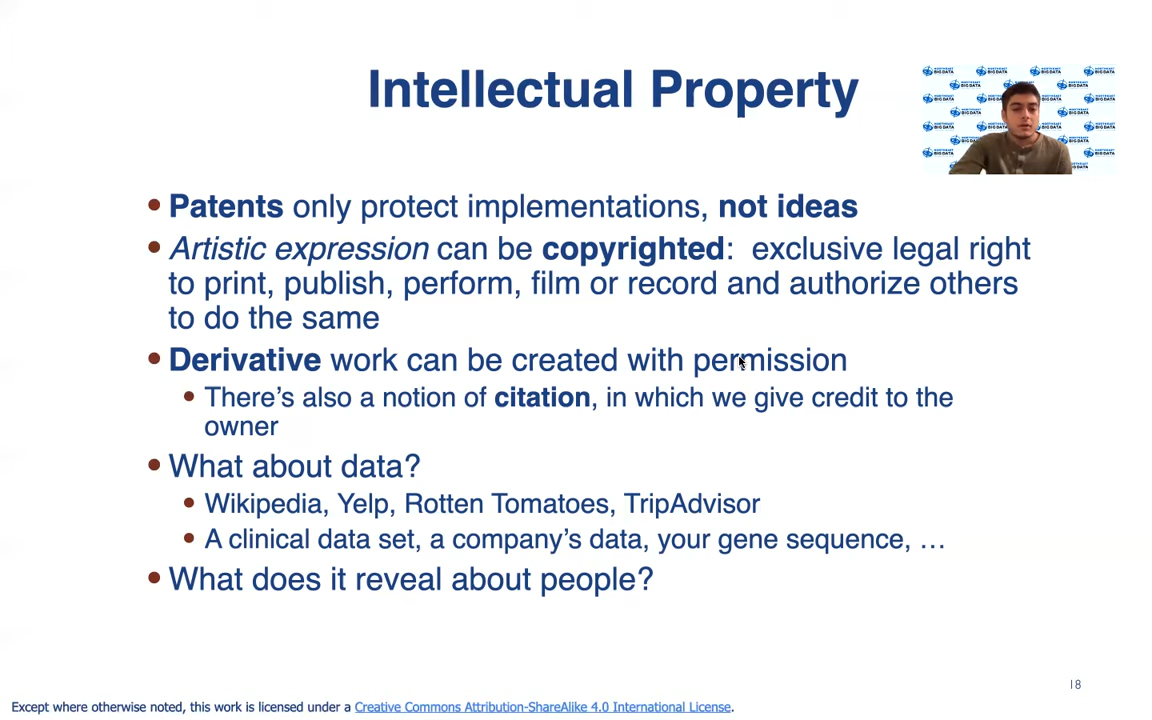 Intellectual Property
• Patents only protect implementations, not ideas
• Artistic expression can be copyrighted: exclusive legal right
to print, publish, perform, film or record and authorize others
to do the same
• Derivative work can be created with permission
• There's also a notion of citation, in which we give credit to the
owner
• What about data?
• Wikipedia, Yelp, Rotten Tomatoes, TripAdvisor
• A clinical data set, a company's data, your gene sequence, …
• What does it reveal about people?
18
Except where otherwise noted, this work is licensed under a Creative Commons Attribution-ShareAlike 4.0 International License.
NORTHEAST
BIG DATA